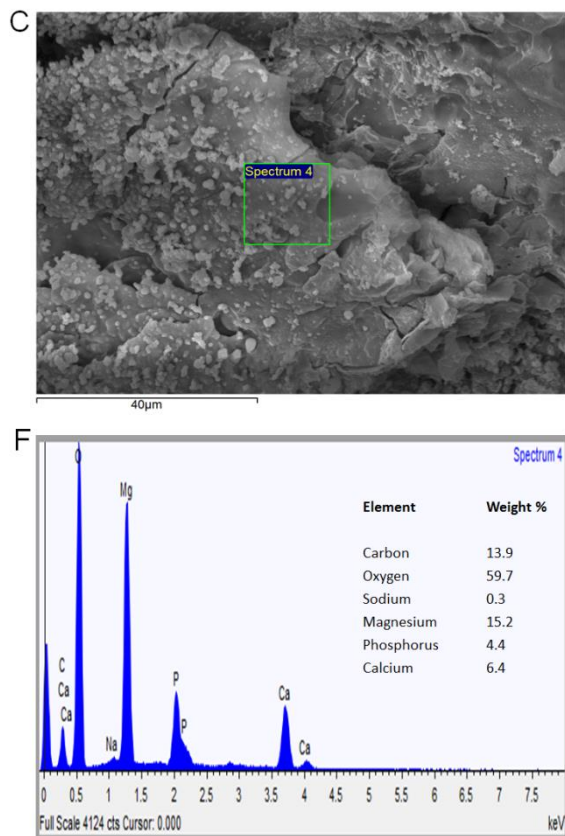 C
Spectrum 4
40µm
F
Spectrum 4
O
Mg
Element Weight %
Carbon 13.9
Oxygen 59.7
Sodium 0.3
Magnesium 15.2
Phosphorus 4.4
Calcium 6.4
C
Ca
Ca
Na
P
P
Ca
Ca
0 0.5 1 1.5 2 2.5 3 3.5 4 4.5 5 5.5 6 6.5 7 7.5
Full Scale 4124 cts Cursor: 0.000 keV